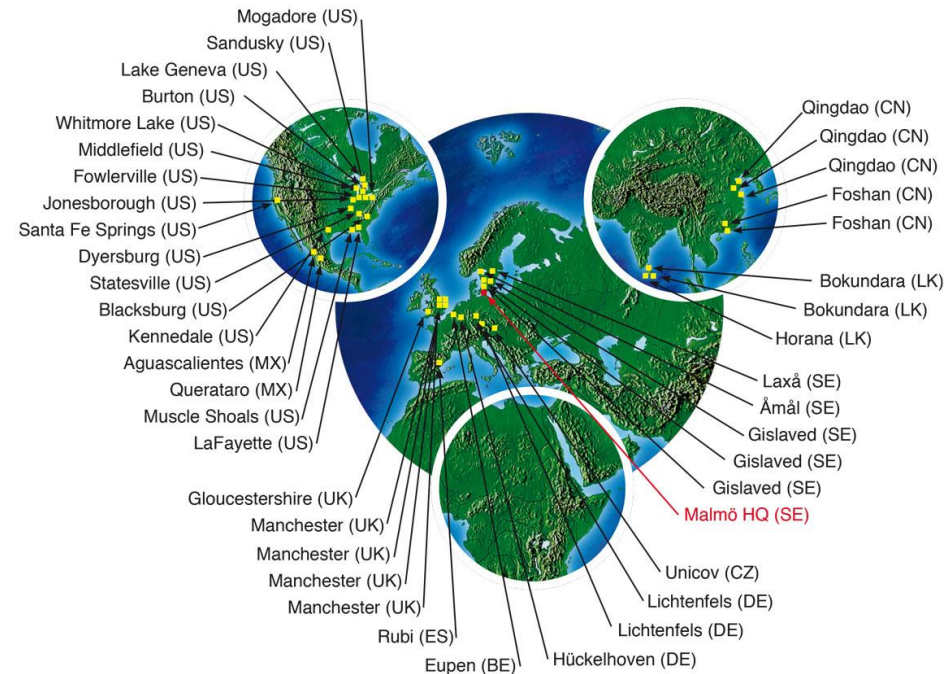 Mogadore (US)
Sandusky (US)
Lake Geneva (US)
Burton (US)
Whitmore Lake (US)
Middlefield (US)
Fowlerville (US)
Jonesborough (US)
Santa Fe Springs (US)
Dyersburg (US)
Statesville (US)
Blacksburg (US)
Kennedale (US)
Aguascalientes (MX)
Querataro (MX)
Muscle Shoals (US)
LaFayette (US)
Gloucestershire (UK)
Manchester (UK)
Manchester (UK)
Manchester (UK)
Manchester (UK)
Rubi (ES)
Eupen (BE)
Qingdao (CN)
Qingdao (CN)
Qingdao (CN)
Foshan (CN)
Foshan (CN)
Bokundara (LK)
Bokundara (LK)
Horana (LK)
Laxå (SE)
Åmål (SE)
Gislaved (SE)
Gislaved (SE)
Gislaved (SE)
Malmö HQ (SE)
Unicov (CZ)
Lichtenfels (DE)
Lichtenfels (DE)
Hückelhoven (DE)